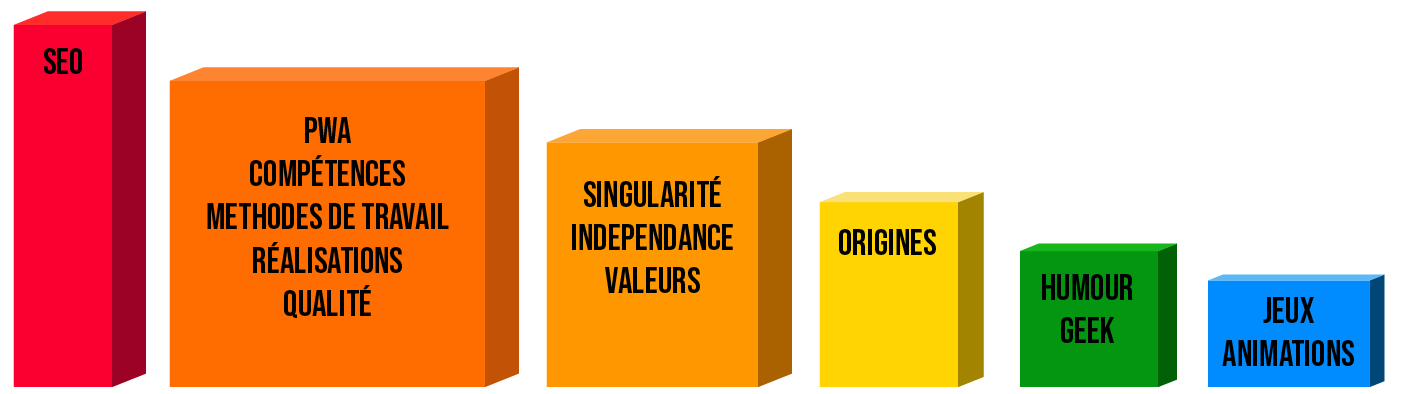 SEO
PWA
COMPÉTENCES
METHODES DE TRAVAIL
RÉALISATIONS
QUALITÉ
SINGULARITÉ
INDEPENDANCE
VALEURS
ORIGINES
HUMOUR
GEEK
JEUX
ANIMATIONS